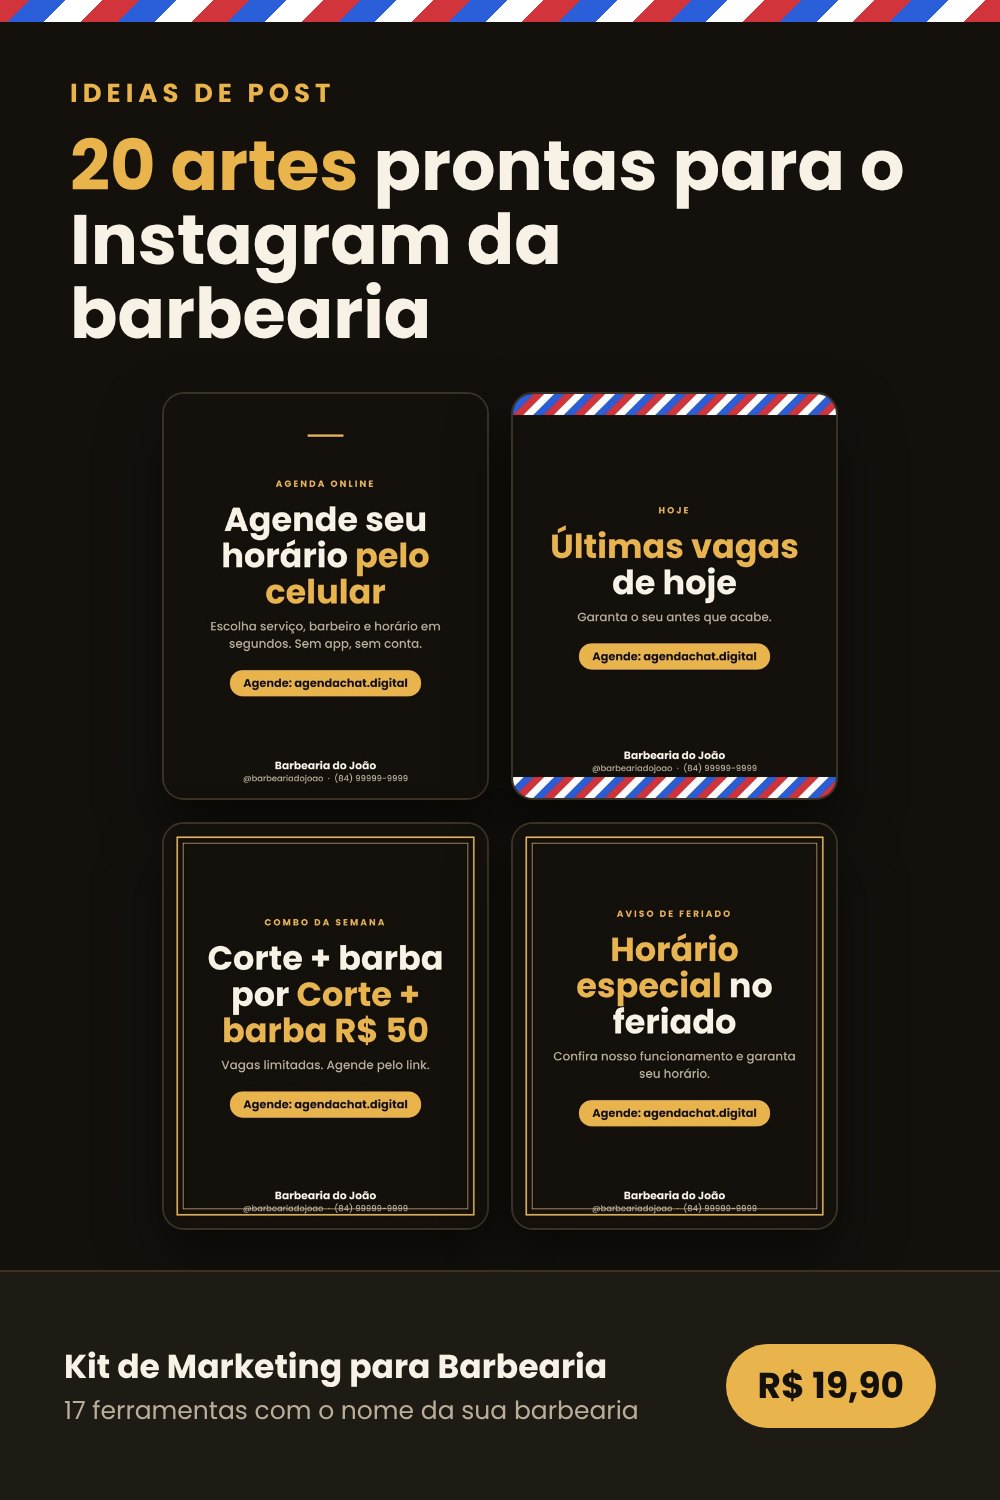 IDEIAS DE POST
20 artes prontas para o
Instagram da
barbearia
AGENDA ONLINE
Agende seu
horário pelo
celular
Escolha serviço, barbeiro e horário em
segundos. Sem app, sem conta.
Agende: agendachat.digital
Barbearia do João
@barbeariadojoao · (84) 99999-9999
HOJE
Últimas vagas
de hoje
Garanta o seu antes que acabe.
Agende: agendachat.digital
Barbearia do João
@barbeariadojoao · (84) 99999-9999
COMBO DA SEMANA
Corte + barba
por Corte +
barba R$ 50
Vagas limitadas. Agende pelo link.
Agende: agendachat.digital
Barbearia do João
@barbeariadojoao · (84) 99999-9999
AVISO DE FERIADO
Horário
especial no
feriado
Confira nosso funcionamento e garanta
seu horário.
Agende: agendachat.digital
Barbearia do João
@barbeariadojoao · (84) 99999-9999
Kit de Marketing para Barbearia
17 ferramentas com o nome da sua barbearia
R$ 19,90